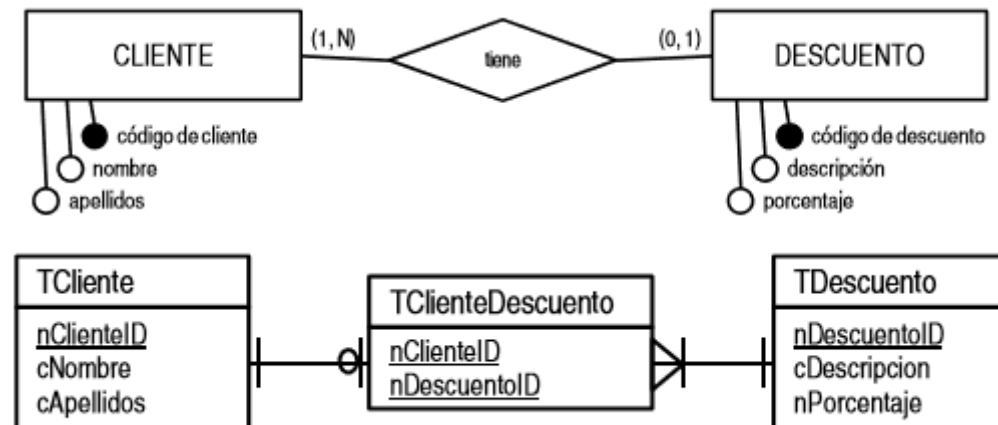 CLIENTE (1, N) tiene (0, 1) DESCUENTO
código de cliente
nombre
apellidos
código de descuento
descripción
porcentaje
TCliente
nClienteID
cNombre
cApellidos
TClienteDescuento
nClienteID
nDescuentoID
TDescuento
nDescuentoID
cDescripcion
nPorcentaje